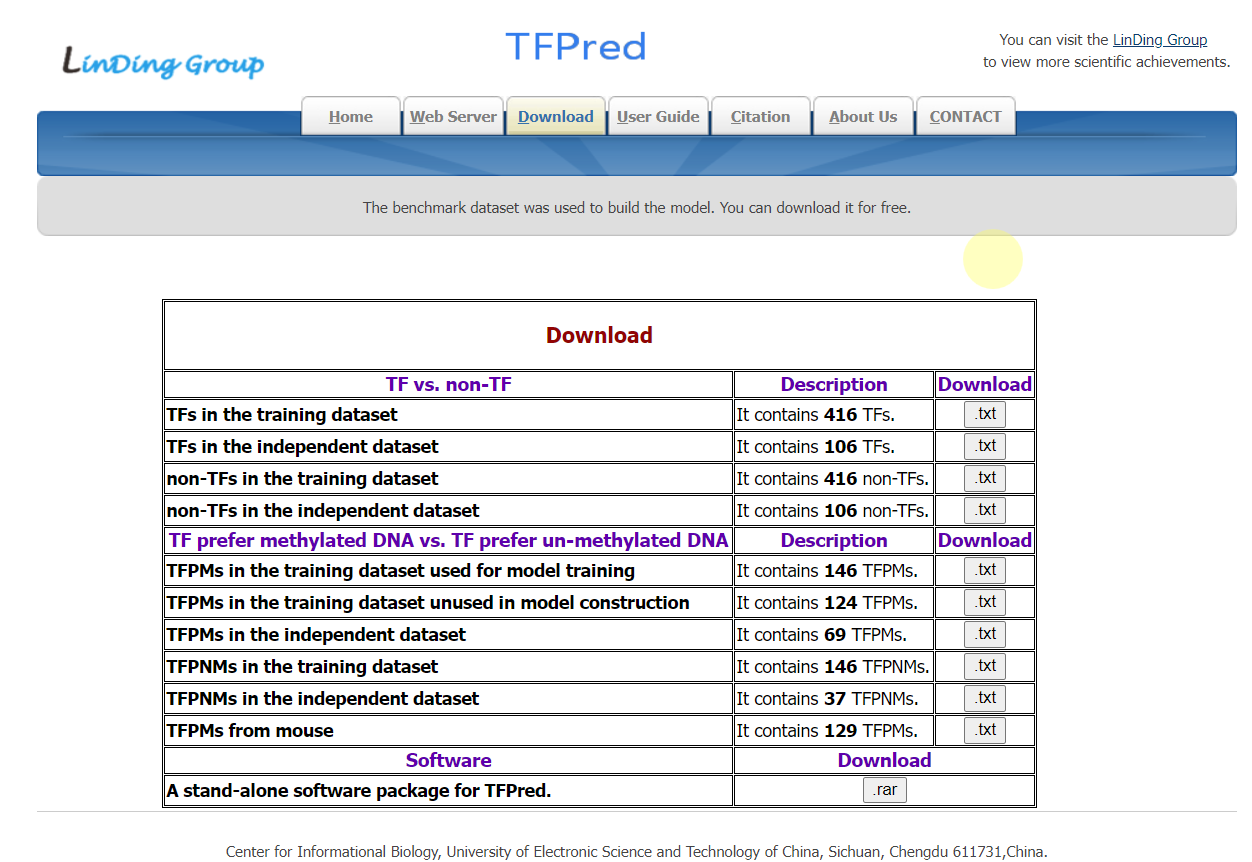 LinDing Group
TFPred
You can visit the LinDing Group
to view more scientific achievements.
Home Web Server Download User Guide Citation About Us CONTACT
The benchmark dataset was used to build the model. You can download it for free.
Download
TF vs. non-TF Description Download
TFs in the training dataset It contains 416 TFs. .txt
TFs in the independent dataset It contains 106 TFs. .txt
non-TFs in the training dataset It contains 416 non-TFs. .txt
non-TFs in the independent dataset It contains 106 non-TFs. .txt
TF prefer methylated DNA vs. TF prefer un-methylated DNA Description Download
TFPMs in the training dataset used for model training It contains 146 TFPMs. .txt
TFPMs in the training dataset unused in model construction It contains 124 TFPMs. .txt
TFPMs in the independent dataset It contains 69 TFPMs. .txt
TFPNMs in the training dataset It contains 146 TFPNMs. .txt
TFPNMs in the independent dataset It contains 37 TFPNMs. .txt
TFPMs from mouse It contains 129 TFPMs. .txt
Software Download
A stand-alone software package for TFPred. .rar
Center for Informational Biology, University of Electronic Science and Technology of China, Sichuan, Chengdu 611731,China.